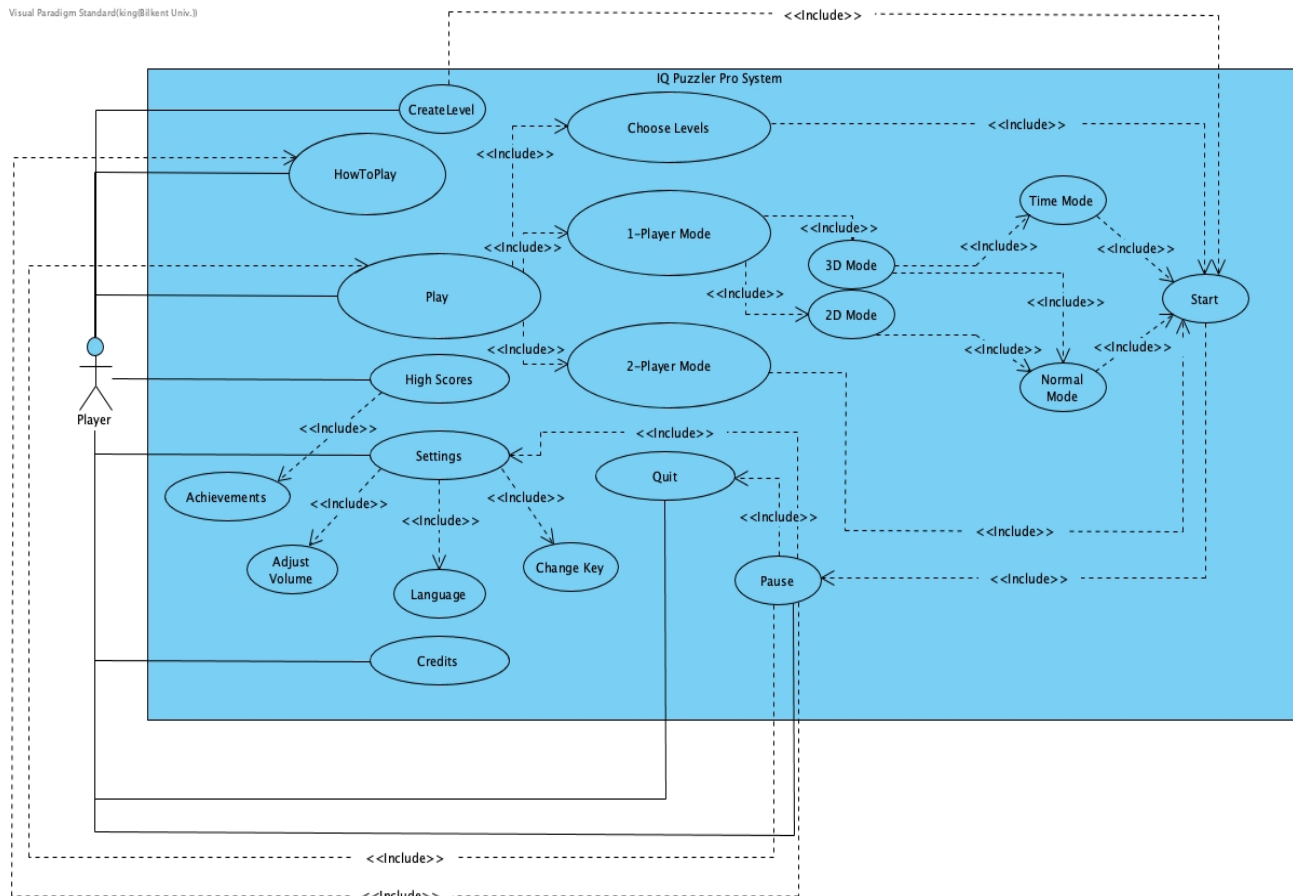 Visual Paradigm Standard(king(Bilkent Univ.))
<<Include>>
IQ Puzzler Pro System
CreateLevel
Choose Levels
<<Include>>
<<Include>>
HowToPlay
Time Mode
1-Player Mode
<<Include>>
<<Include>>
<<Include>>
<<Include>>
3D Mode
Play
<<Include>>
2D Mode
<<Include>>
Start
<<Include>>
<<Include>>
<<Include>>
2-Player Mode
High Scores
Normal
Mode
Player
<<Include>>
<<Include>>
Settings
Quit
Achievements
<<Include>>
<<Include>>
<<Include>>
<<Include>>
<<Include>>
Adjust
Volume
Change Key
Language
Pause
<<Include>>
Credits
<<Include>>
<<Include>>